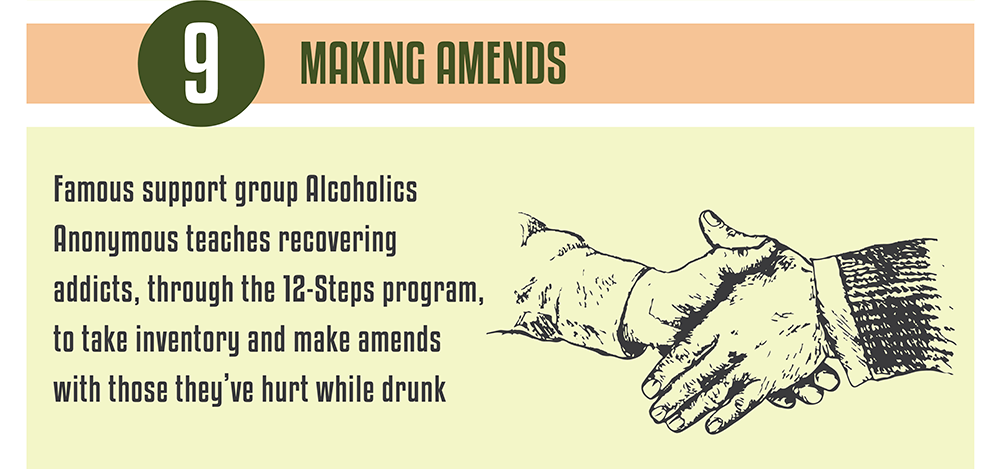 9
MAKING AMENDS
Famous support group Alcoholics
Anonymous teaches recovering
addicts, through the 12-Steps program,
to take inventory and make amends
with those they've hurt while drunk